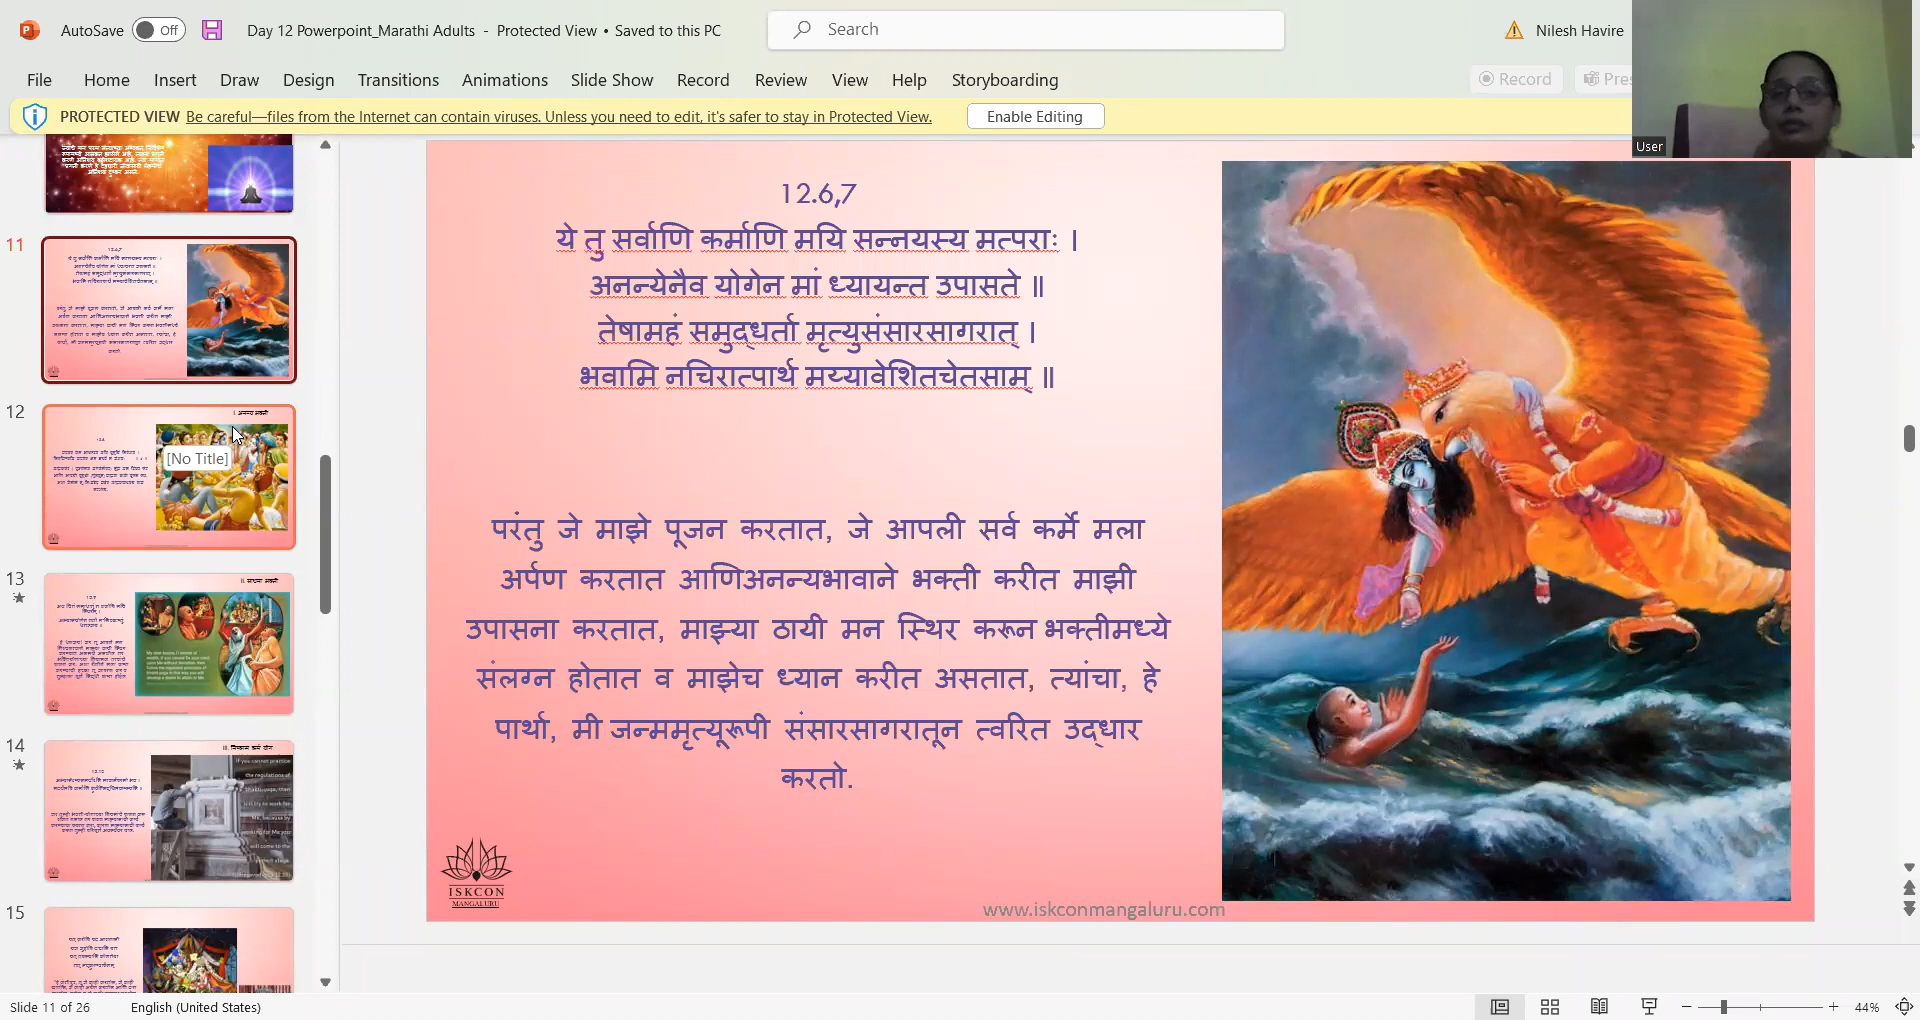 AutoSave Off Day 12 Powerpoint_Marathi Adults - Protected View • Saved to this PC
Search
Nilesh Havire
File Home Insert Draw Design Transitions Animations Slide Show Record Review View Help Storyboarding
Record
PROTECTED VIEW Be careful—files from the Internet can contain viruses. Unless you need to edit, it's safer to stay in Protected View.
Enable Editing
User
11
12
[No Title]
13
14
15
12.6,7
ये तु सर्वाणि कर्माणि मयि सन्नयस्य मत्पराः ।
अनन्येनैव योगेन मां ध्यायन्त उपासते ॥
तेषामहं समुद्धर्ता मृत्युसंसारसागरात् ।
भवामि नचिरात्पार्थ मय्यावेशितचेतसाम् ॥
परंतु जे माझे पूजन करतात, जे आपली सर्व कर्मे मला
अर्पण करतात आणिअनन्यभावाने भक्ती करीत माझी
उपासना करतात, माझ्या ठायी मन स्थिर करून भक्तीमध्ये
संलग्न होतात व माझेच ध्यान करीत असतात, त्यांचा, हे
पार्था, मी जन्ममृत्यूरूपी संसारसागरातून त्वरित उद्धार
करतो.
ISKCON
MANGALURU
www.iskconmangaluru.com
Slide 11 of 26
English (United States)
44%